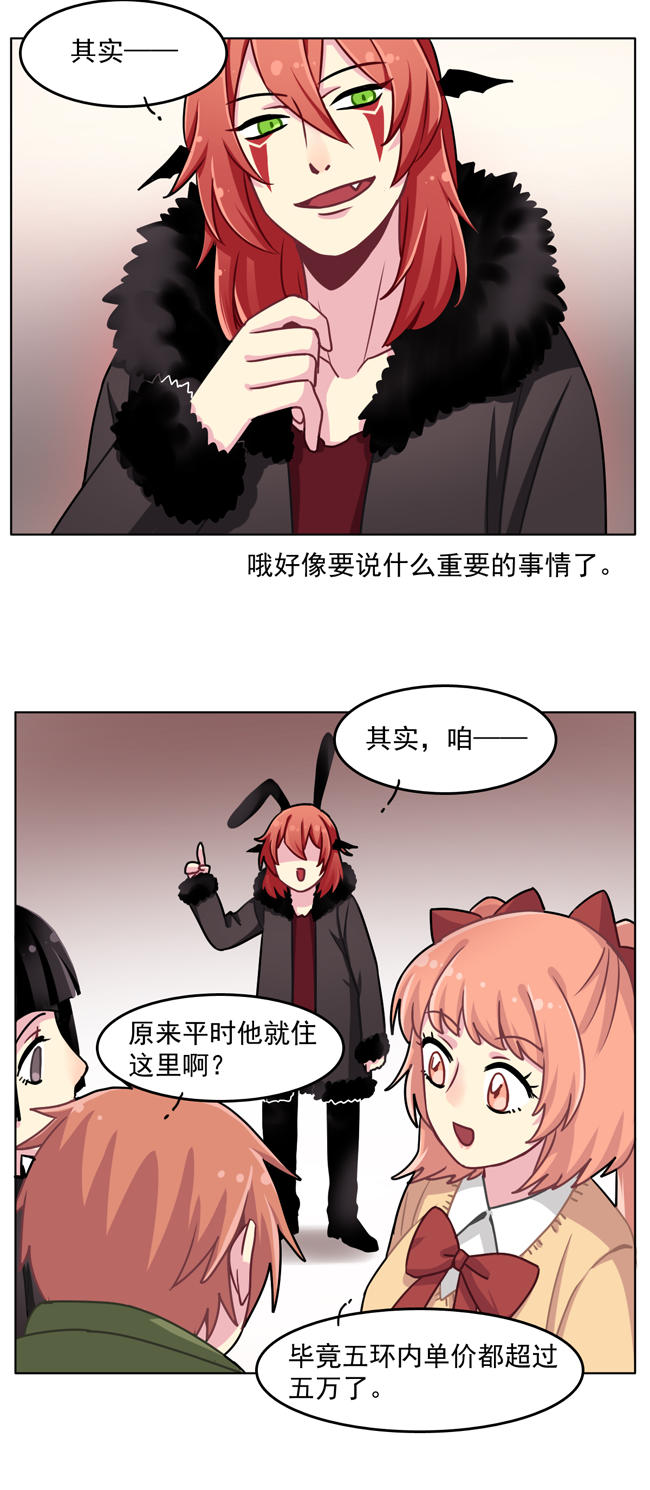 其实——
哦好像要说什么重要的事情了。
其实，咱——
原来平时他就住
这里啊？
毕竟五环内单价都超过
五万了。